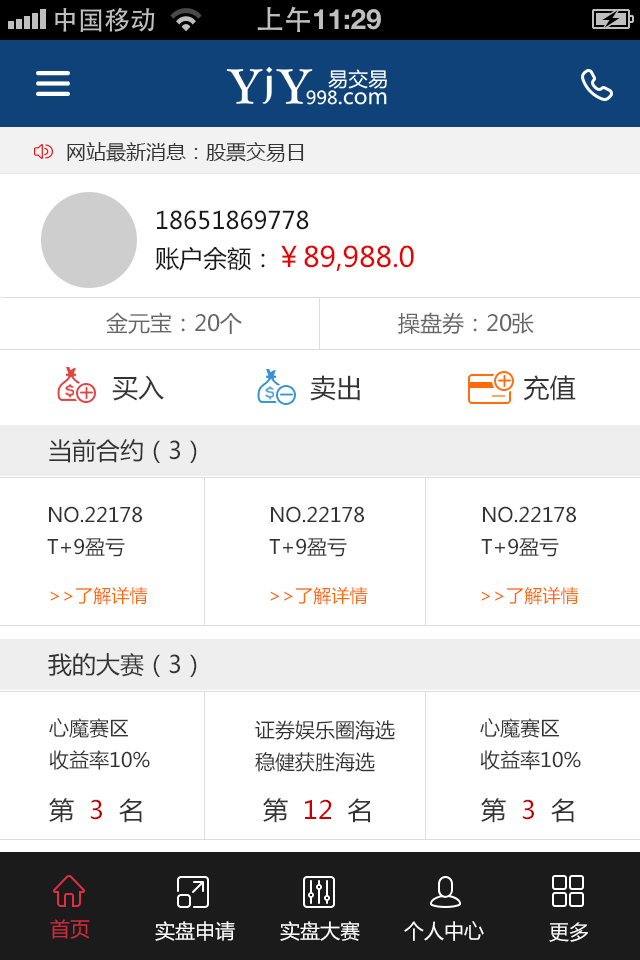 中国移动 上午11:29
YjY易交易998.com
网站最新消息：股票交易日
18651869778
账户余额： ￥89,988.0
金元宝：20个 操盘券：20张
买入 卖出 充值
当前合约（3）
NO.22178 NO.22178 NO.22178
T+9盈亏 T+9盈亏 T+9盈亏
>>了解详情 >>了解详情 >>了解详情
我的大赛（3）
心魔赛区 证券娱乐圈海选 心魔赛区
收益率10% 稳健获胜海选 收益率10%
第 3 名 第 12 名 第 3 名
首页 实盘申请 实盘大赛 个人中心 更多